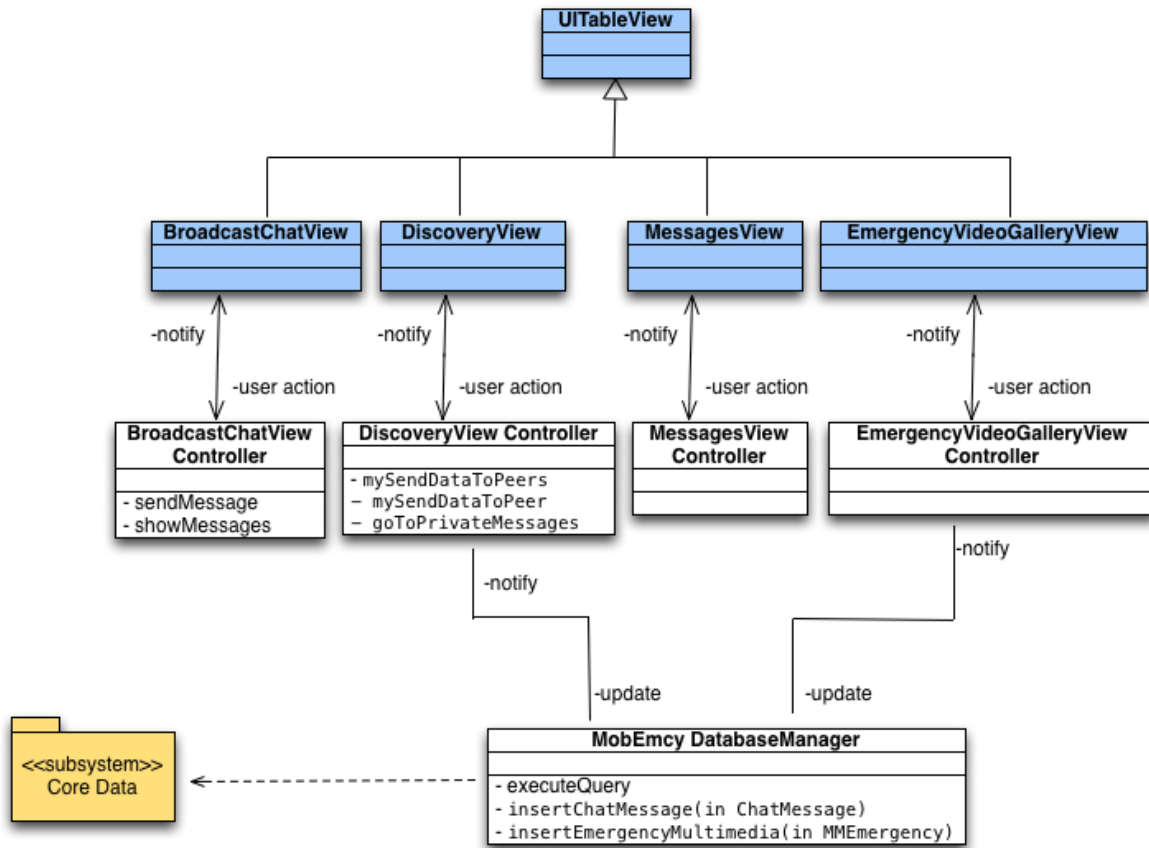 UITableView
BroadcastChatView
DiscoveryView
MessagesView
EmergencyVideoGalleryView
-notify
-notify
-notify
-notify
-user action
-user action
-user action
-user action
BroadcastChatView
Controller
- sendMessage
- showMessages
DiscoveryView Controller
- mySendDataToPeers
– mySendDataToPeer
– goToPrivateMessages
MessagesView
Controller
EmergencyVideoGalleryView
Controller
-notify
-notify
-update
-update
<<subsystem>>
Core Data
MobEmcy DatabaseManager
- executeQuery
- insertChatMessage(in ChatMessage)
- insertEmergencyMultimedia(in MMEmergency)